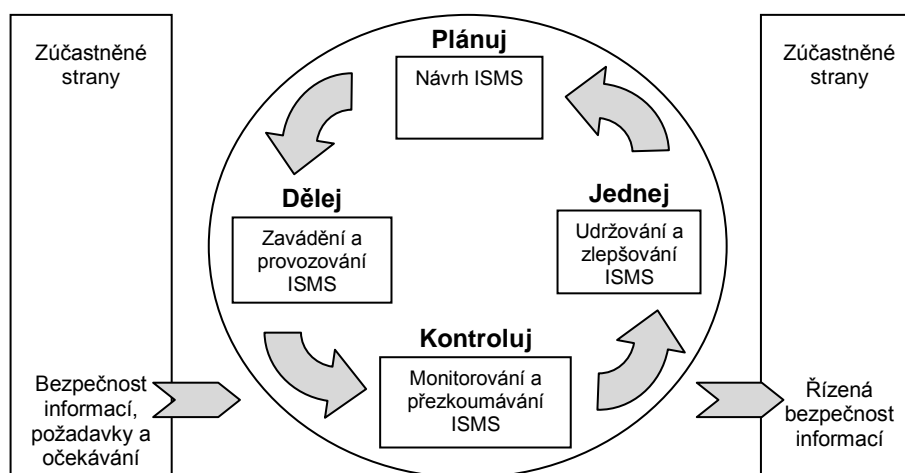 Zúčastněné
strany
Bezpečnost
informací,
požadavky a
očekávání
Plánuj
Návrh ISMS
Dělej
Zavádění a
provozování
ISMS
Kontroluj
Monitorování a
přezkoumávání
ISMS
Jednej
Udržování a
zlepšování
ISMS
Zúčastněné
strany
Řízená
bezpečnost
informací